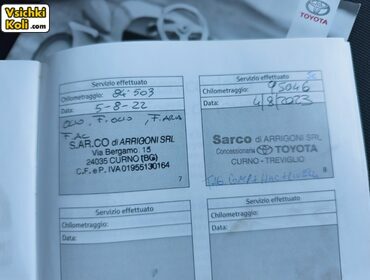 Vsichki
Koli.com
TOYOTA
Servizio effettuato
Chilometraggio: 84'503
Data: 5-8-22
OLIO, F.OLIO, F.ARIA
F.AC
S.AR.CO di ARRIGONI SRL
Via Bergamo, 15
24035 CURNO (BG)
C.F. e P. IVA 01955130164
7
Servizio effettuato
Chilometraggio: 95046
Data: 4/8/2023
Sarco di ARRIGONI SRL
Concessionaria TOYOTA
CURNO - TREVIGLIO
8
Servizio effettuato
Chilometraggio:
Data:
Servizio effettuato
Chilometraggio:
Data: